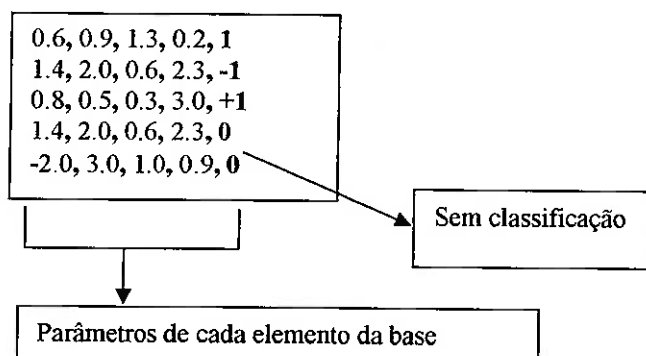 0.6, 0.9, 1.3, 0.2, 1
1.4, 2.0, 0.6, 2.3, -1
0.8, 0.5, 0.3, 3.0, +1
1.4, 2.0, 0.6, 2.3, 0
-2.0, 3.0, 1.0, 0.9, 0
Sem classificação
Parâmetros de cada elemento da base